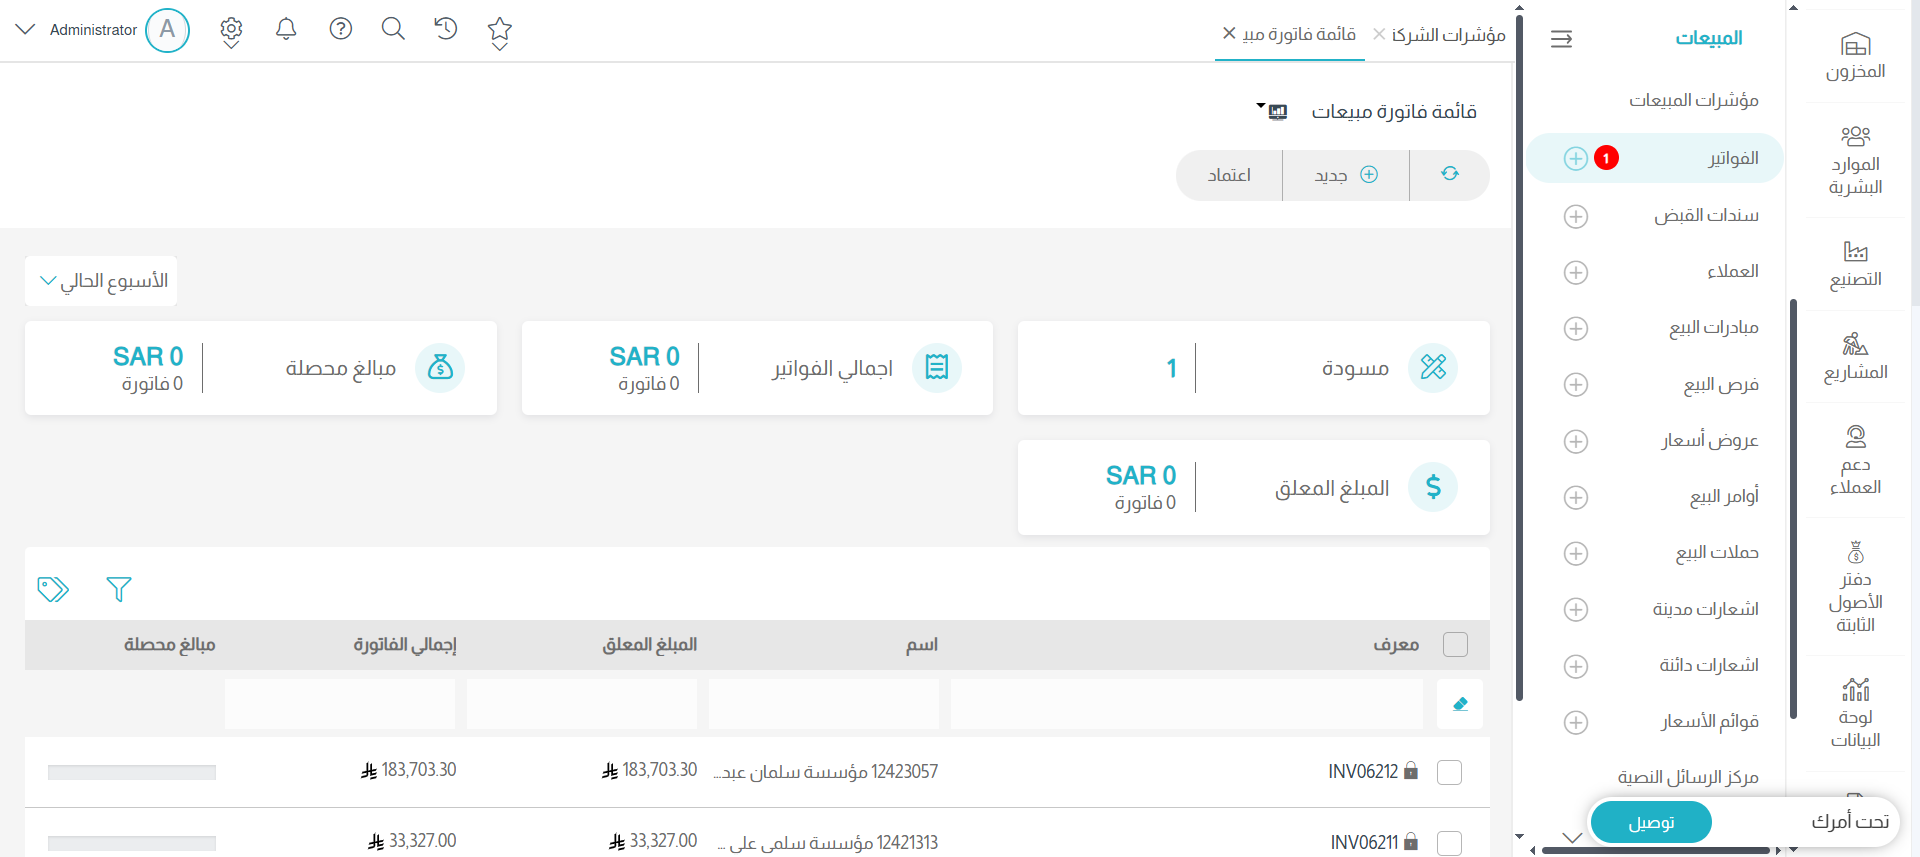 Administrator
A
مؤشرات الشركة
قائمة فاتورة مبي
قائمة فاتورة مبيعات
جديد
اعتماد
الأسبوع الحالي
مسودة
1
اجمالي الفواتير
SAR 0
0 فاتورة
مبالغ محصلة
SAR 0
0 فاتورة
المبلغ المعلق
SAR 0
0 فاتورة
معرف
اسم
المبلغ المعلق
إجمالي الفاتورة
مبالغ محصلة
INV06212
12423057 مؤسسة سلمان عبد...
183,703.30
183,703.30
INV06211
12421313 مؤسسة سلمى على ...
33,327.00
33,327.00
المبيعات
مؤشرات المبيعات
الفواتير
1
سندات القبض
العملاء
مبادرات البيع
فرص البيع
عروض أسعار
أوامر البيع
حملات البيع
اشعارات مدينة
اشعارات دائنة
قوائم الأسعار
مركز الرسائل النصية
المخزون
الموارد
البشرية
التصنيع
المشاريع
دعم
العملاء
دفتر
الأصول
الثابتة
لوحة
البيانات
تحت أمرك
توصيل